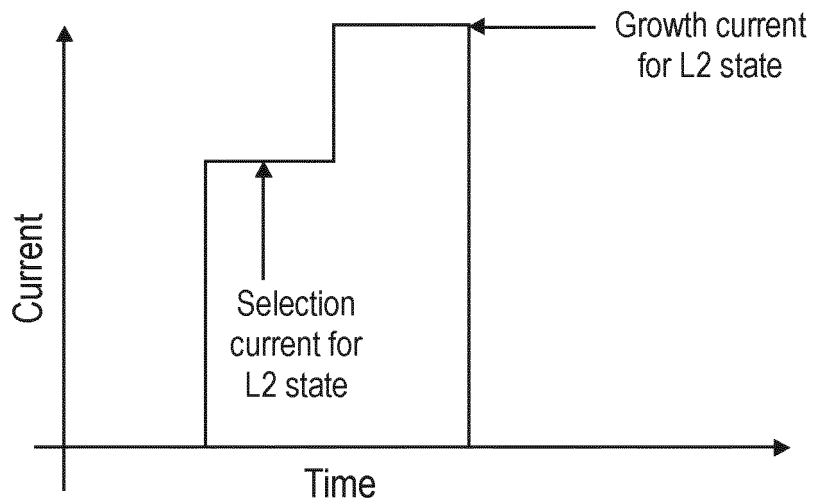 Growth current
for L2 state
Current
Selection
current for
L2 state
Time